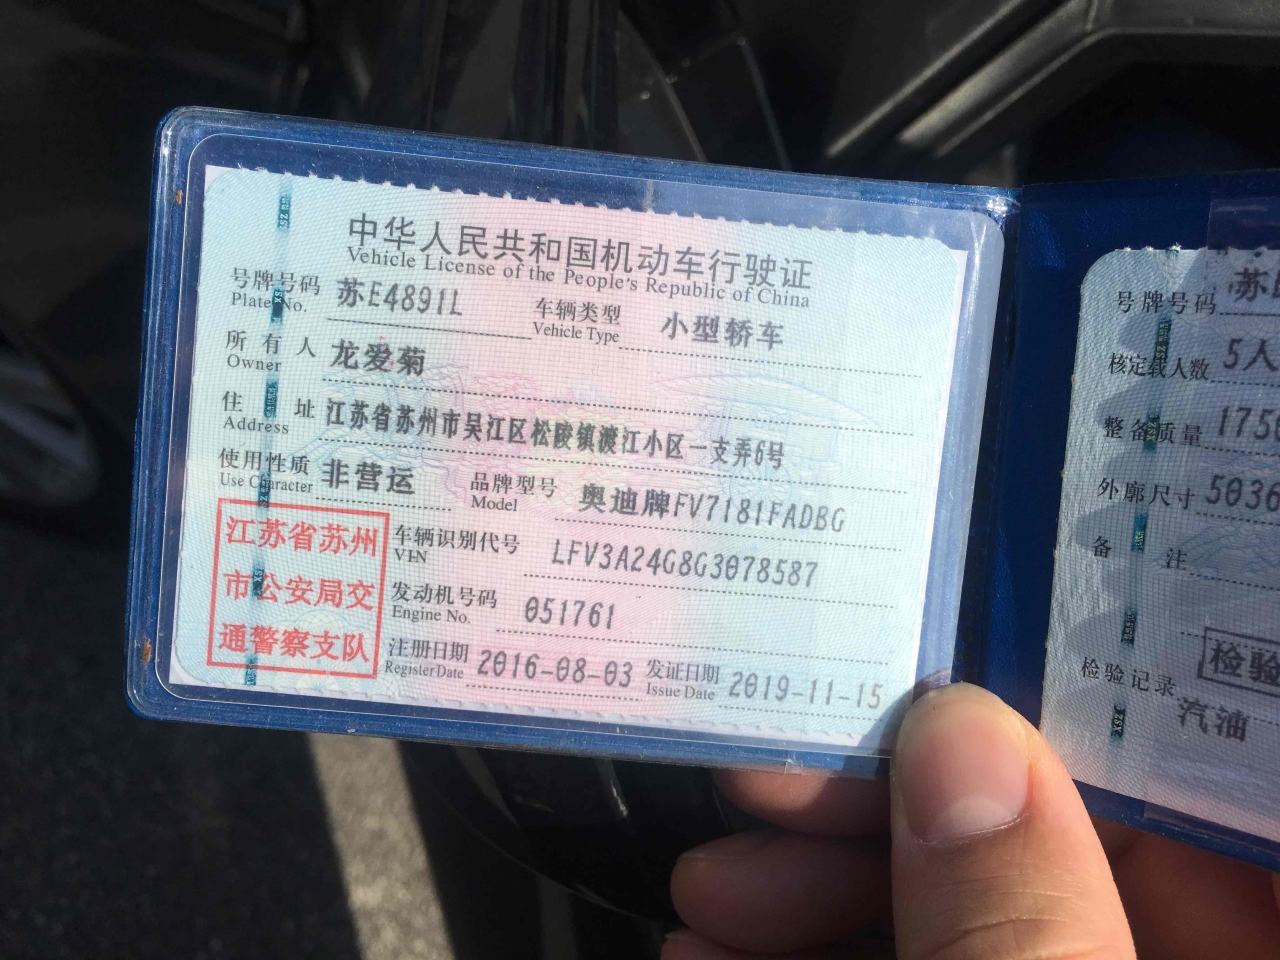 中华人民共和国机动车行驶证
Vehicle License of the People's Republic of China
号牌号码 苏E4891L 车辆类型 小型轿车
Plate No. Vehicle Type
所有人 龙爱菊
Owner
住址 江苏省苏州市吴江区松陵镇渡江小区一支弄6号
Address
使用性质 非营运 品牌型号 奥迪牌FV7181FADBG
Use Character Model
江苏省苏州
市公安局交
通警察支队
车辆识别代号 LFV3A24G8G3078587
VIN
发动机号码 051761
Engine No.
注册日期 2016-08-03 发证日期 2019-11-15
Register Date Issue Date
号牌号码 苏
核定载人数 5人
整备质量 175
外廓尺寸 5036
备注
检验
检验记录
汽油